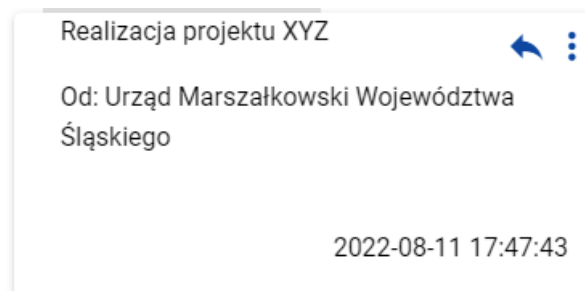 Realizacja projektu XYZ
Od: Urząd Marszałkowski Województwa
Śląskiego
2022-08-11 17:47:43